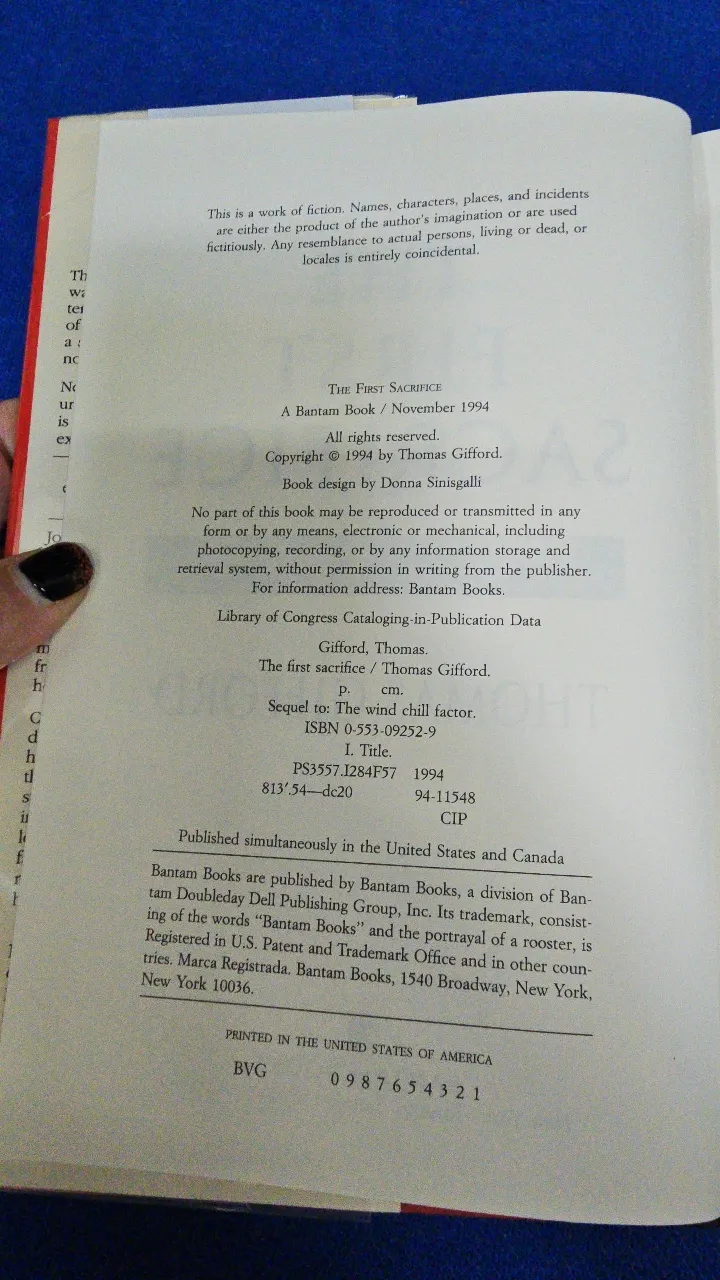 This is a work of fiction. Names, characters, places, and incidents
are either the product of the author's imagination or are used
fictitiously. Any resemblance to actual persons, living or dead, or
locales is entirely coincidental.
THE FIRST SACRIFICE
A Bantam Book / November 1994
All rights reserved.
Copyright © 1994 by Thomas Gifford.
Book design by Donna Sinisgalli
No part of this book may be reproduced or transmitted in any
form or by any means, electronic or mechanical, including
photocopying, recording, or by any information storage and
retrieval system, without permission in writing from the publisher.
For information address: Bantam Books.
Library of Congress Cataloging-in-Publication Data
Gifford, Thomas.
The first sacrifice / Thomas Gifford.
p. cm.
Sequel to: The wind chill factor.
ISBN 0-553-09252-9
I. Title.
PS3557.I284F57 1994
813'.54—dc20 94-11548
CIP
Published simultaneously in the United States and Canada
Bantam Books are published by Bantam Books, a division of Ban-
tam Doubleday Dell Publishing Group, Inc. Its trademark, consist-
ing of the words “Bantam Books” and the portrayal of a rooster, is
Registered in U.S. Patent and Trademark Office and in other coun-
tries. Marca Registrada. Bantam Books, 1540 Broadway, New York,
New York 10036.
PRINTED IN THE UNITED STATES OF AMERICA
BVG 0 9 8 7 6 5 4 3 2 1